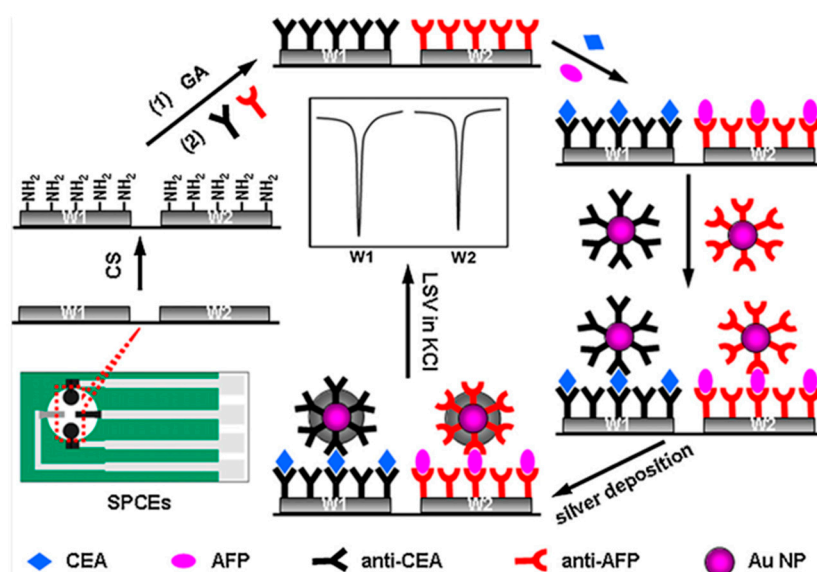 W1
W2
(1) GA
(2)
W1
W2
NH2
NH2
NH2
NH2
NH2
NH2
NH2
NH2
NH2
NH2
W1
W2
CS
W1
W2
W1
W2
LSV in KCl
SPCEs
W1
W2
W1
W2
silver deposition
CEA
AFP
anti-CEA
anti-AFP
Au NP